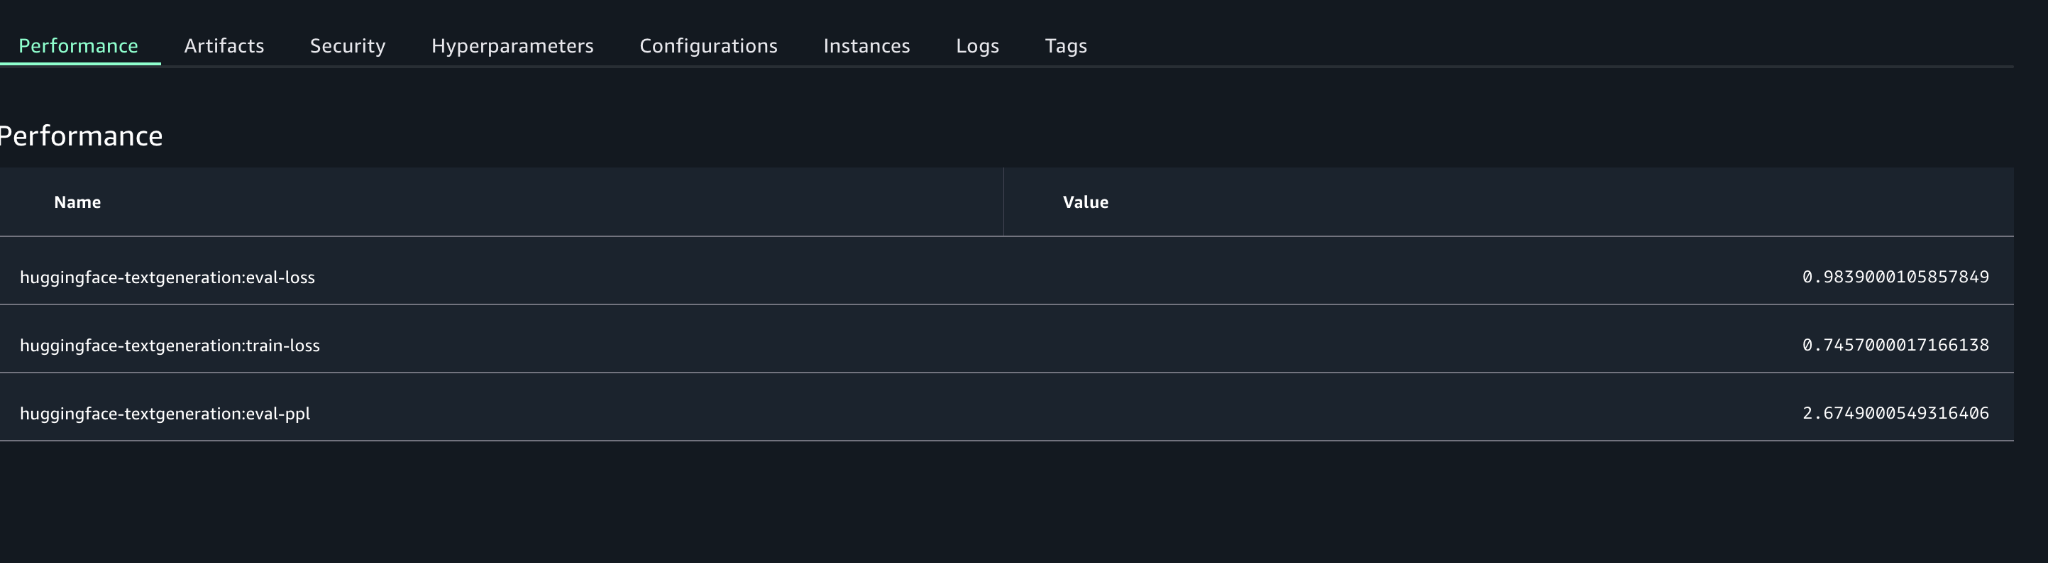 Performance Artifacts Security Hyperparameters Configurations Instances Logs Tags
Performance
Name Value
huggingface-textgeneration:eval-loss 0.9839000105857849
huggingface-textgeneration:train-loss 0.7457000017166138
huggingface-textgeneration:eval-ppl 2.6749000549316406